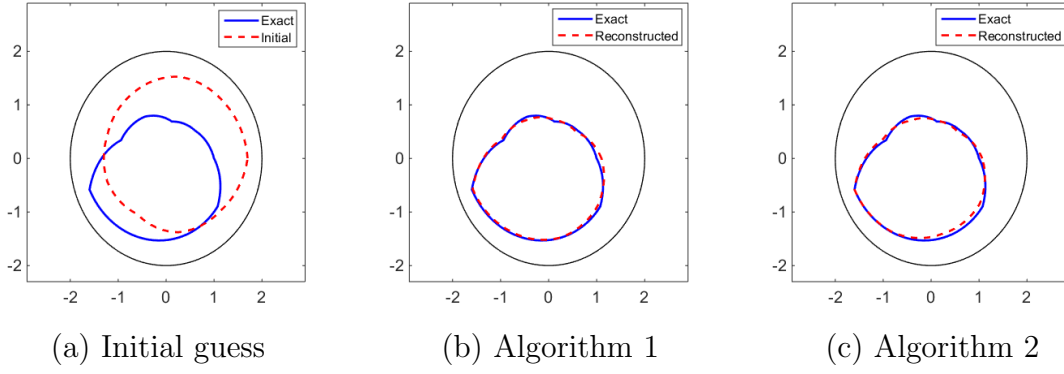 Exact
Initial
2
1
0
-1
-2
-2 -1 0 1 2
(a) Initial guess
Exact
Reconstructed
2
1
0
-1
-2
-2 -1 0 1 2
(b) Algorithm 1
Exact
Reconstructed
2
1
0
-1
-2
-2 -1 0 1 2
(c) Algorithm 2